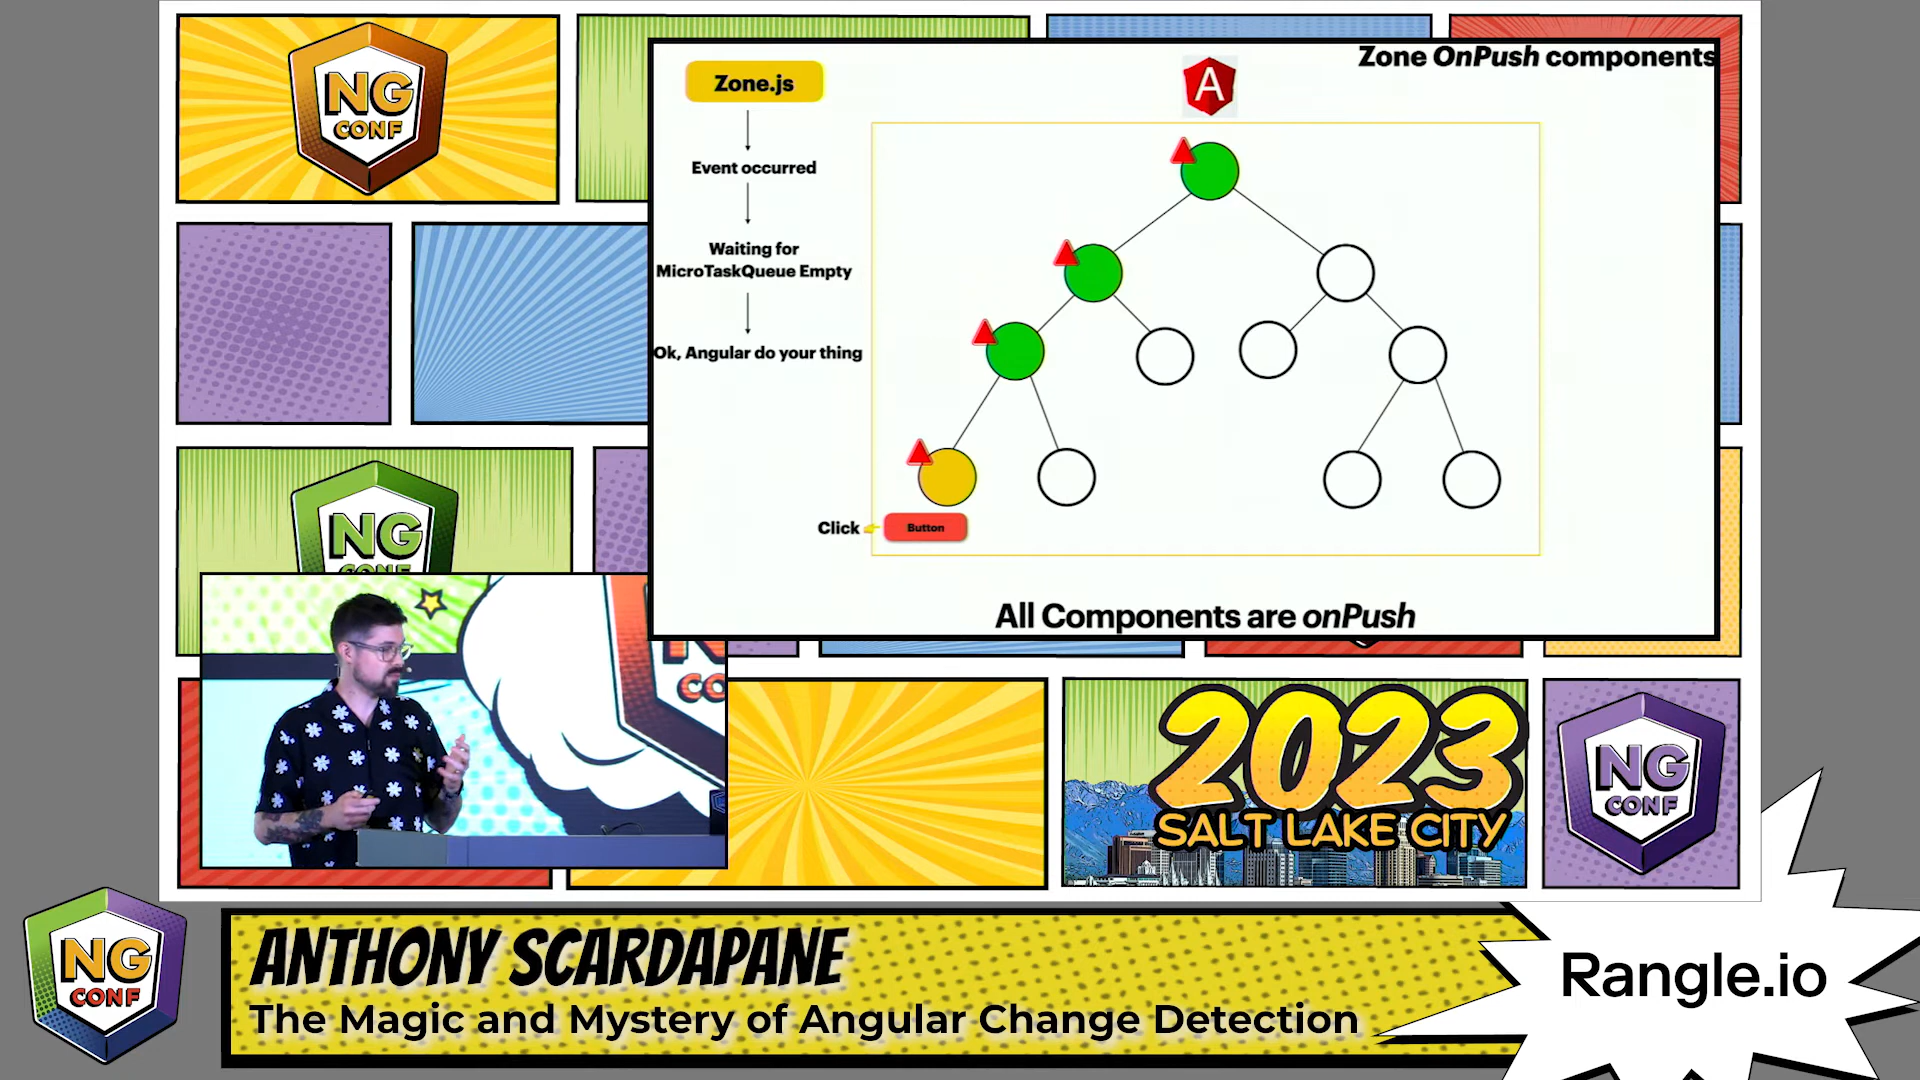 NG
CONF
Zone OnPush components
Zone.js
Event occurred
Waiting for
MicroTaskQueue Empty
Ok, Angular do your thing
A
Click
Button
All Components are onPush
NG
CONF
CO
2023
SALT LAKE CITY
NG
CONF
NG
CONF
ANTHONY SCARDAPANE
The Magic and Mystery of Angular Change Detection
Rangle.io